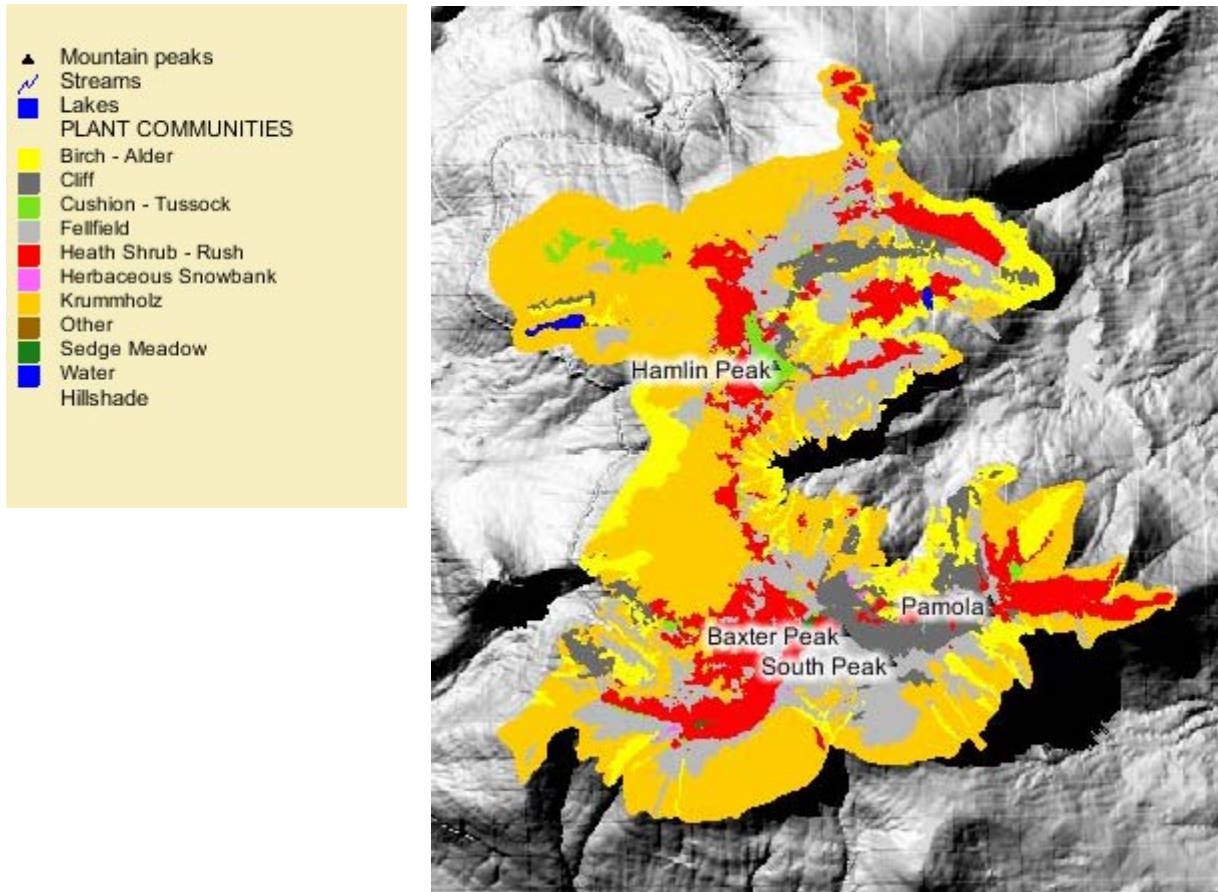 Mountain peaks
Streams
Lakes
PLANT COMMUNITIES
Birch - Alder
Cliff
Cushion - Tussock
Fellfield
Heath Shrub - Rush
Herbaceous Snowbank
Krummholz
Other
Sedge Meadow
Water
Hillshade
Hamlin Peak
Pamola
Baxter Peak
South Peak